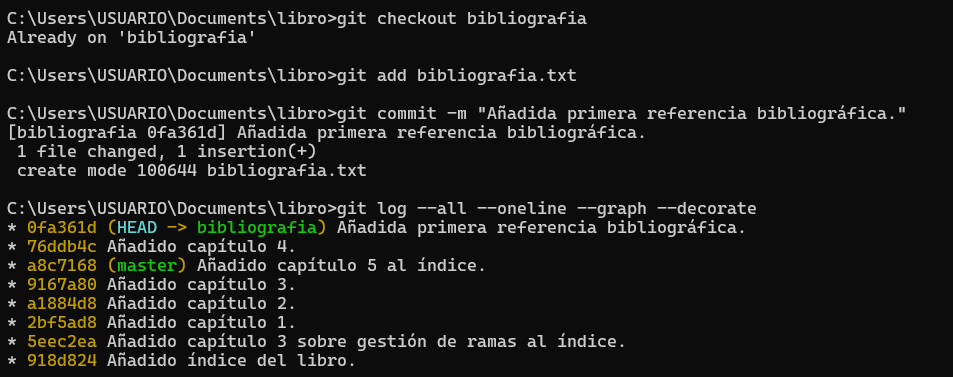 C:\Users\USUARIO\Documents\libro>git checkout bibliografia
Already on 'bibliografia'
C:\Users\USUARIO\Documents\libro>git add bibliografia.txt
C:\Users\USUARIO\Documents\libro>git commit -m "Añadida primera referencia bibliográfica."
[bibliografia 0fa361d] Añadida primera referencia bibliográfica.
 1 file changed, 1 insertion(+)
 create mode 100644 bibliografia.txt
C:\Users\USUARIO\Documents\libro>git log --all --oneline --graph --decorate
* 0fa361d (HEAD -> bibliografia) Añadida primera referencia bibliográfica.
* 76ddb4c Añadido capítulo 4.
* a8c7168 (master) Añadido capítulo 5 al índice.
* 9167a80 Añadido capítulo 3.
* a1884d8 Añadido capítulo 2.
* 2bf5ad8 Añadido capítulo 1.
* 5eec2ea Añadido capítulo 3 sobre gestión de ramas al índice.
* 918d824 Añadido índice del libro.